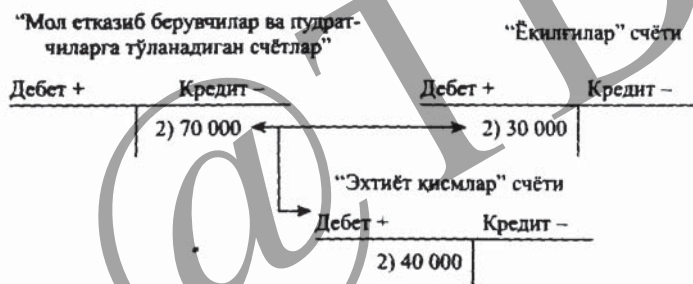 “Мол етказиб берувчилар ва пудрат-
чиларга тўланадиган счётлар”
“Ёкилғилар” счёти
Дебет + Кредит –
Дебет + Кредит –
2) 70 000
2) 30 000
“Эхтиёт қисмлар” счёти
Дебет + Кредит –
2) 40 000